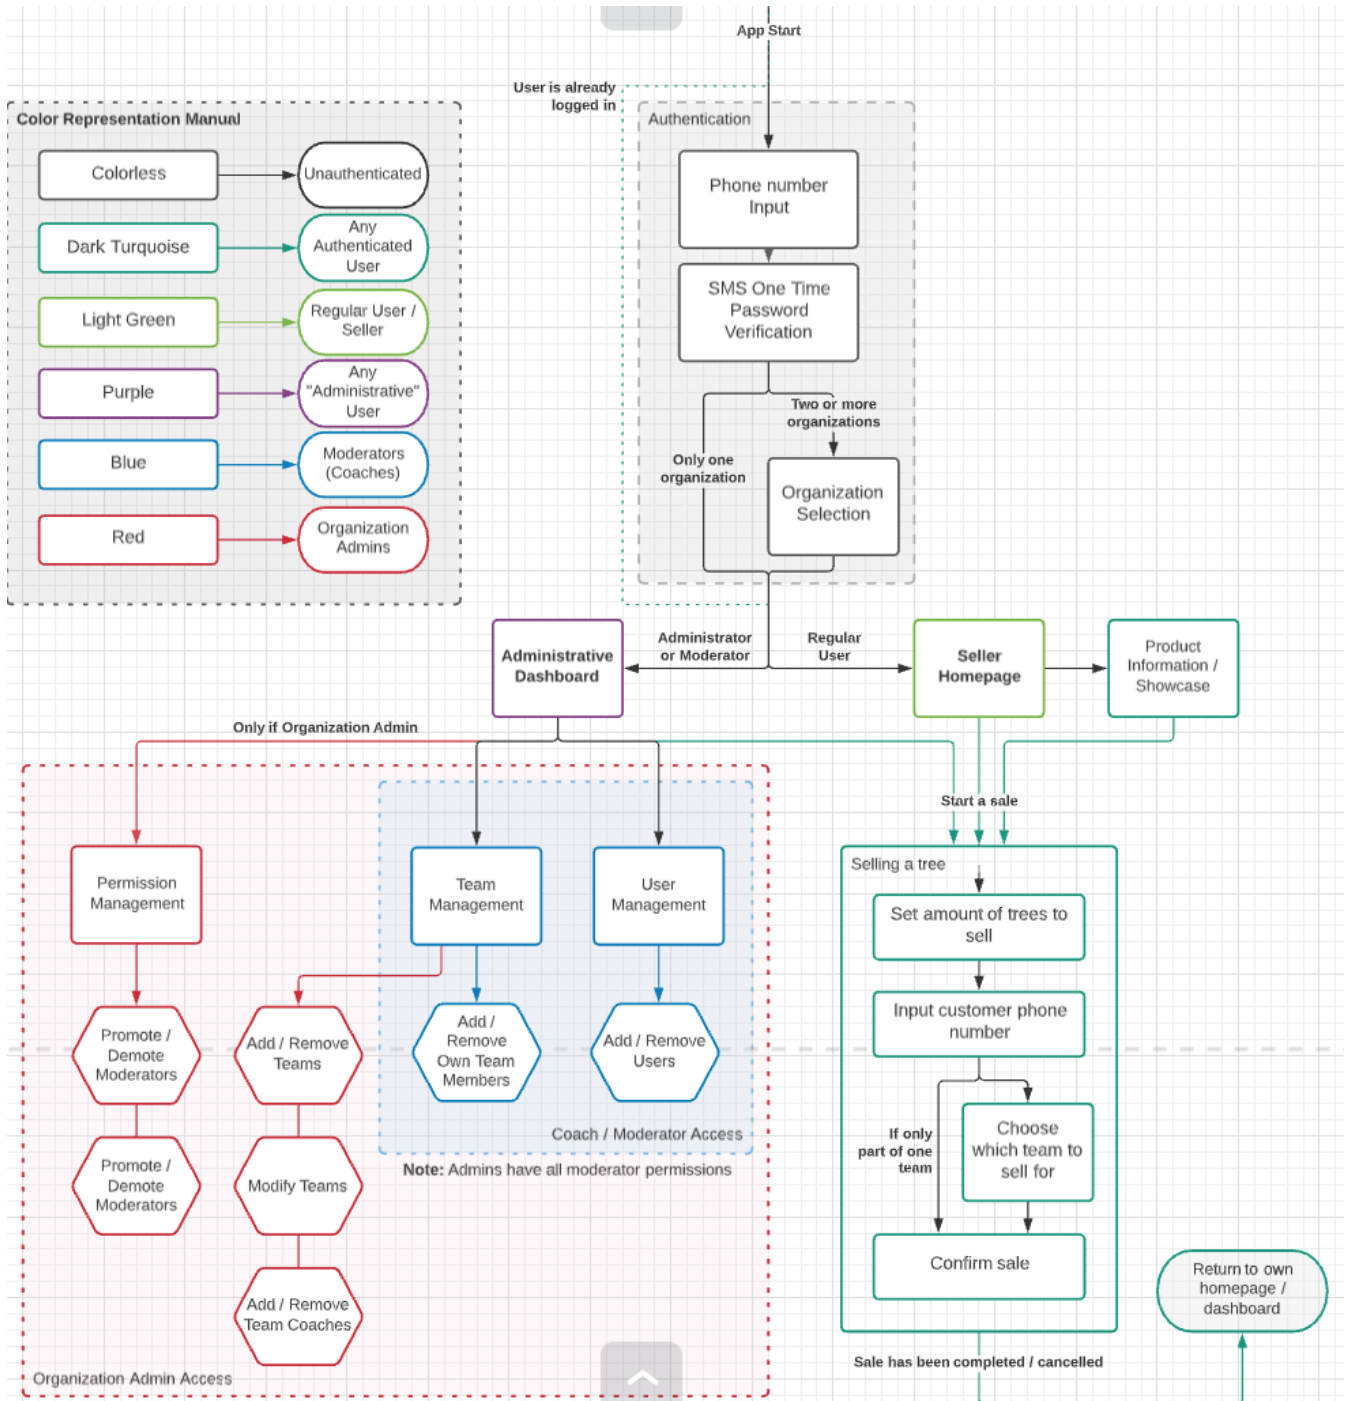 App Start
User is already
logged in
Color Representation Manual
Colorless
Unauthenticated
Dark Turquoise
Any
Authenticated
User
Light Green
Regular User /
Seller
Purple
Any
"Administrative"
User
Blue
Moderators
(Coaches)
Red
Organization
Admins
Authentication
Phone number
Input
SMS One Time
Password
Verification
Two or more
organizations
Only one
organization
Organization
Selection
Administrative
Dashboard
Administrator
or Moderator
Regular
User
Seller
Homepage
Product
Information /
Showcase
Only if Organization Admin
Start a sale
Permission
Management
Team
Management
User
Management
Promote /
Demote
Moderators
Add / Remove
Teams
Add /
Remove
Own Team
Members
Add / Remove
Users
Coach / Moderator Access
Note: Admins have all moderator permissions
Promote /
Demote
Moderators
Modify Teams
Add / Remove
Team Coaches
Organization Admin Access
Selling a tree
Set amount of trees to
sell
Input customer phone
number
If only
part of one
team
Choose
which team to
sell for
Confirm sale
Sale has been completed / cancelled
Return to own
homepage /
dashboard